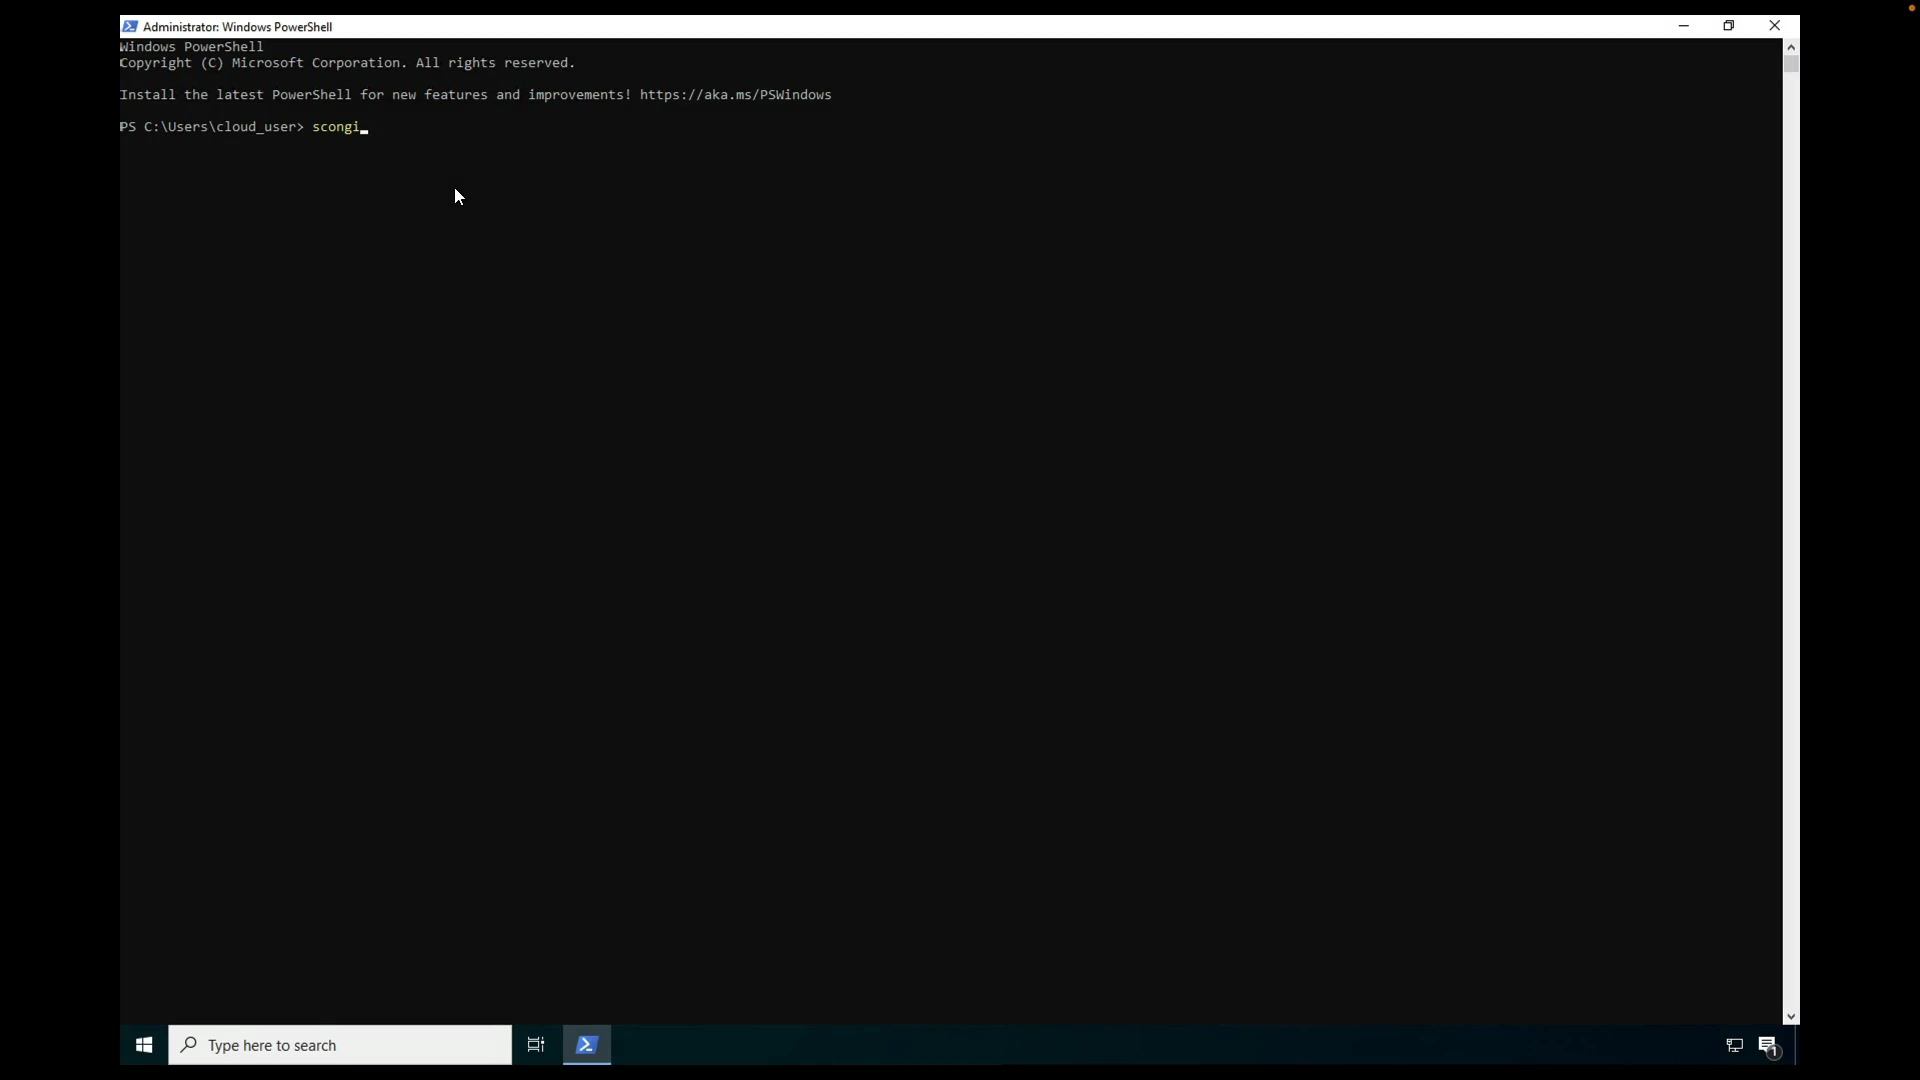 Administrator: Windows PowerShell
Windows PowerShell
Copyright (C) Microsoft Corporation. All rights reserved.
Install the latest PowerShell for new features and improvements! https://aka.ms/PSWindows
PS C:\Users\cloud_user> scongi
Type here to search
1